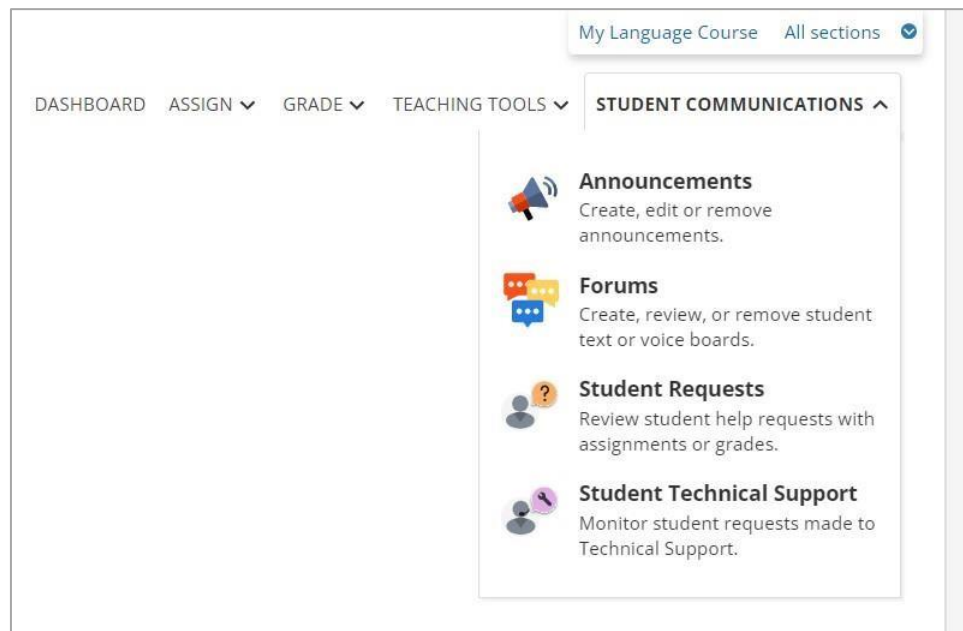 My Language Course All sections
DASHBOARD ASSIGN GRADE TEACHING TOOLS STUDENT COMMUNICATIONS
Announcements
Create, edit or remove
announcements.
Forums
Create, review, or remove student
text or voice boards.
?
Student Requests
Review student help requests with
assignments or grades.
Student Technical Support
Monitor student requests made to
Technical Support.